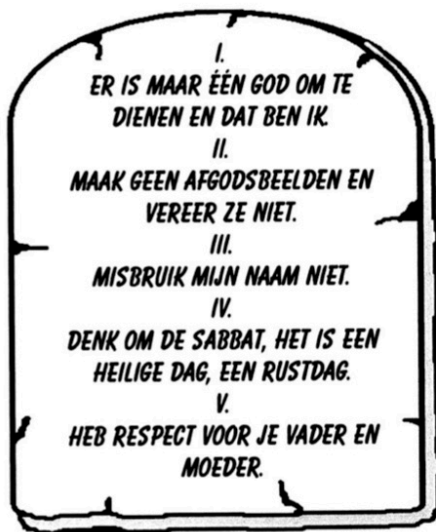 I.
ER IS MAAR ÉÉN GOD OM TE
DIENEN EN DAT BEN IK.
II.
MAAK GEEN AFGODSBEELDEN EN
VEREER ZE NIET.
III.
MISBRUIK MIJN NAAM NIET.
IV.
DENK OM DE SABBAT, HET IS EEN
HEILIGE DAG, EEN RUSTDAG.
V.
HEB RESPECT VOOR JE VADER EN
MOEDER.